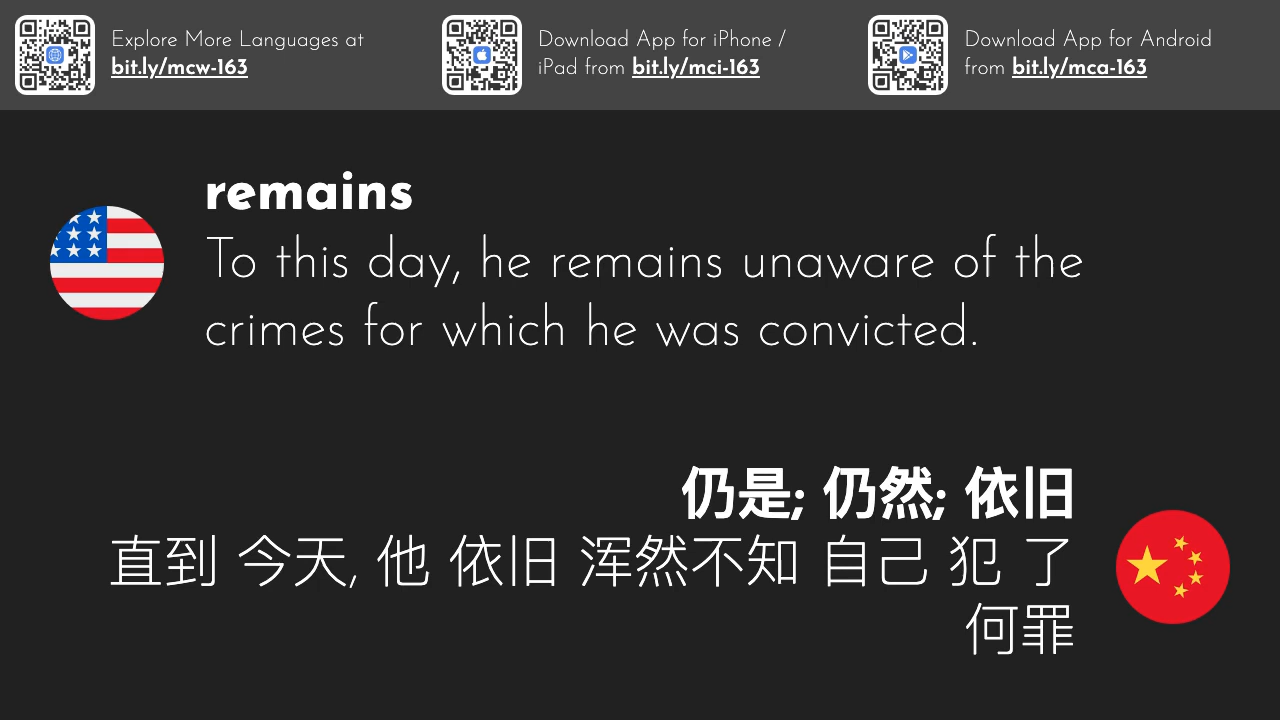 Explore More Languages at
bit.ly/mcw-163
Download App for iPhone /
iPad from bit.ly/mci-163
Download App for Android
from bit.ly/mca-163
remains
To this day, he remains unaware of the
crimes for which he was convicted.
仍是; 仍然; 依旧
直到 今天, 他 依旧 浑然不知 自己 犯 了
何罪